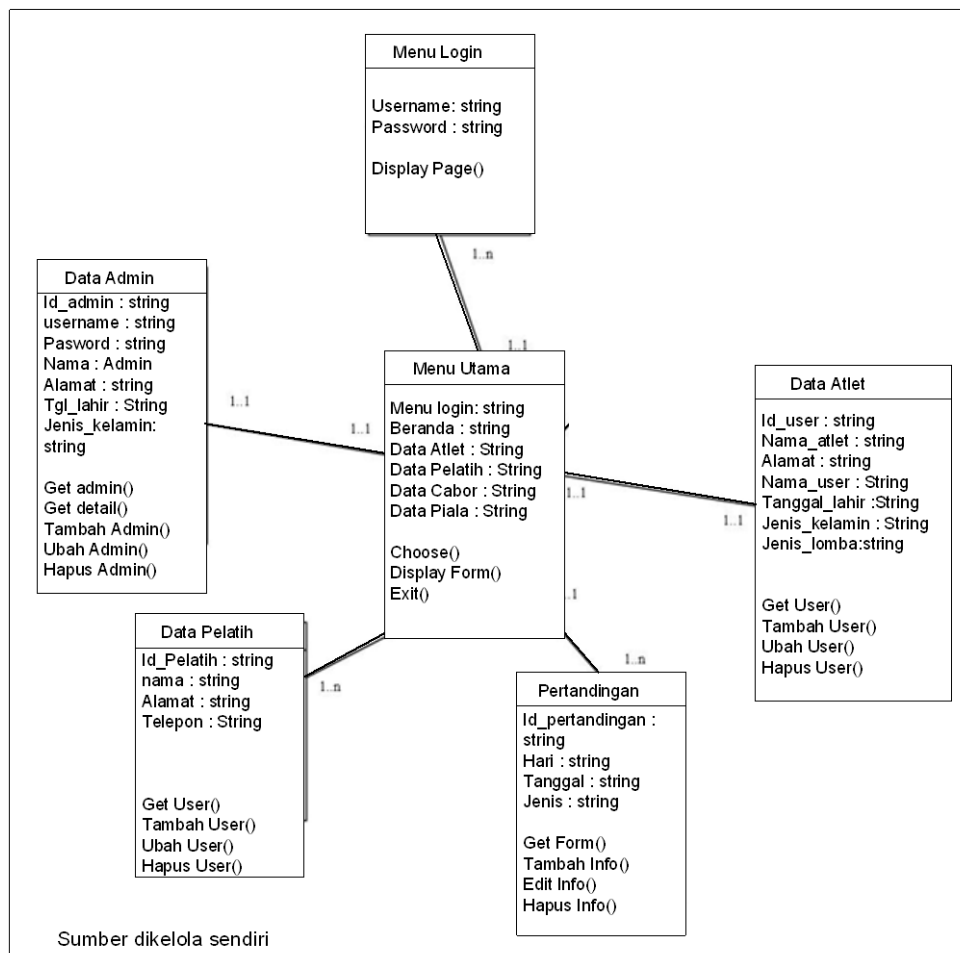 Menu Login
Username: string
Password : string
Display Page()
1..n
Data Admin
Id_admin : string
username : string
Pasword : string
Nama : Admin
Alamat : string
Tgl_lahir : String
Jenis_kelamin:
string
Get admin()
Get detail()
Tambah Admin()
Ubah Admin()
Hapus Admin()
1..1
1..1
1..1
Menu Utama
Menu login: string
Beranda : string
Data Atlet : String
Data Pelatih : String
Data Cabor : String
Data Piala : String
Choose()
Display Form()
Exit()
1..1
1..1
Data Atlet
Id_user : string
Nama_atlet : string
Alamat : string
Nama_user : String
Tanggal_lahir :String
Jenis_kelamin : String
Jenis_lomba:string
Get User()
Tambah User()
Ubah User()
Hapus User()
Data Pelatih
Id_Pelatih : string
nama : string
Alamat : string
Telepon : String
Get User()
Tambah User()
Ubah User()
Hapus User()
1..n
..1
1..n
Pertandingan
Id_pertandingan :
string
Hari : string
Tanggal : string
Jenis : string
Get Form()
Tambah Info()
Edit Info()
Hapus Info()
Sumber dikelola sendiri